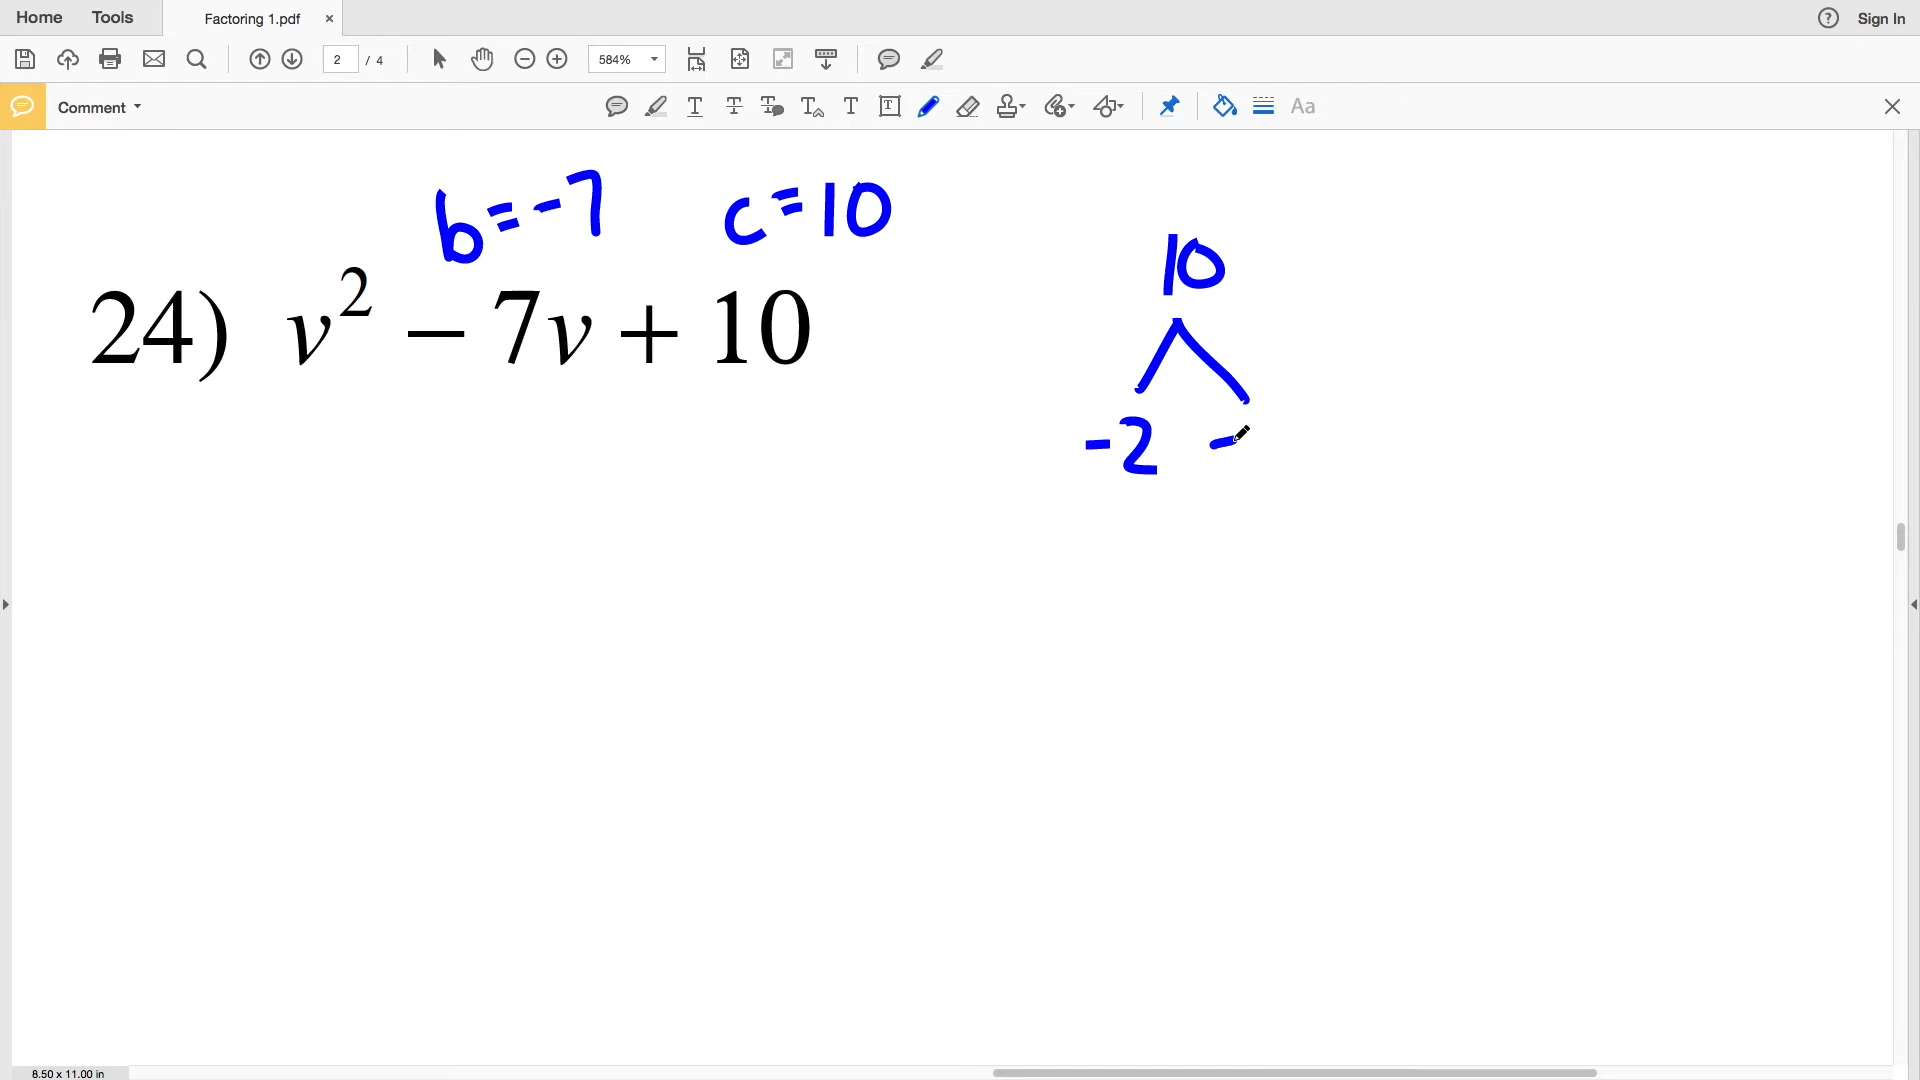 Home Tools Factoring 1.pdf × ? Sign In
2 / 4 584%
Comment T T T T T T Aa
b=-7 c=10
10
24) v² − 7v + 10
-2 -
8.50 x 11.00 in